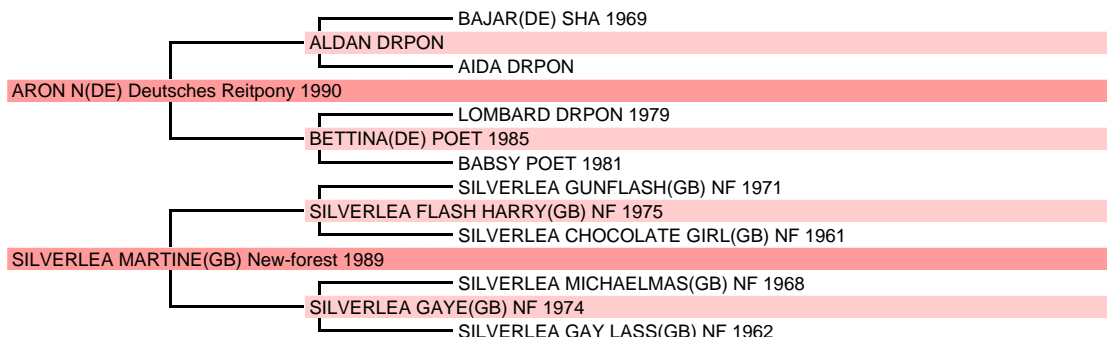 BAJAR(DE) SHA 1969
ALDAN DRPON
AIDA DRPON
ARON N(DE) Deutsches Reitpony 1990
LOMBARD DRPON 1979
BETTINA(DE) POET 1985
BABSY POET 1981
SILVERLEA GUNFLASH(GB) NF 1971
SILVERLEA FLASH HARRY(GB) NF 1975
SILVERLEA CHOCOLATE GIRL(GB) NF 1961
SILVERLEA MARTINE(GB) New-forest 1989
SILVERLEA MICHAELMAS(GB) NF 1968
SILVERLEA GAYE(GB) NF 1974
SILVERLEA GAY LASS(GB) NF 1962